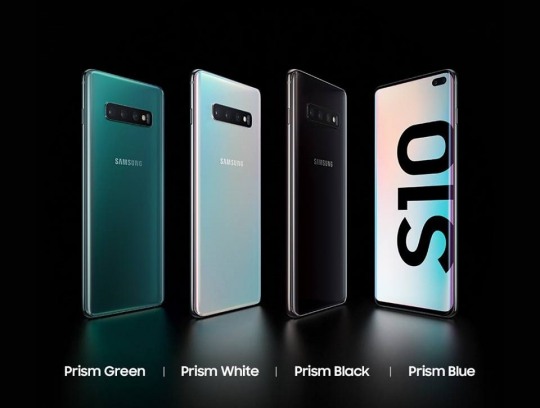 SAMSUNG
SAMSUNG
SAMSUNG
S10
Prism Green | Prism White | Prism Black | Prism Blue